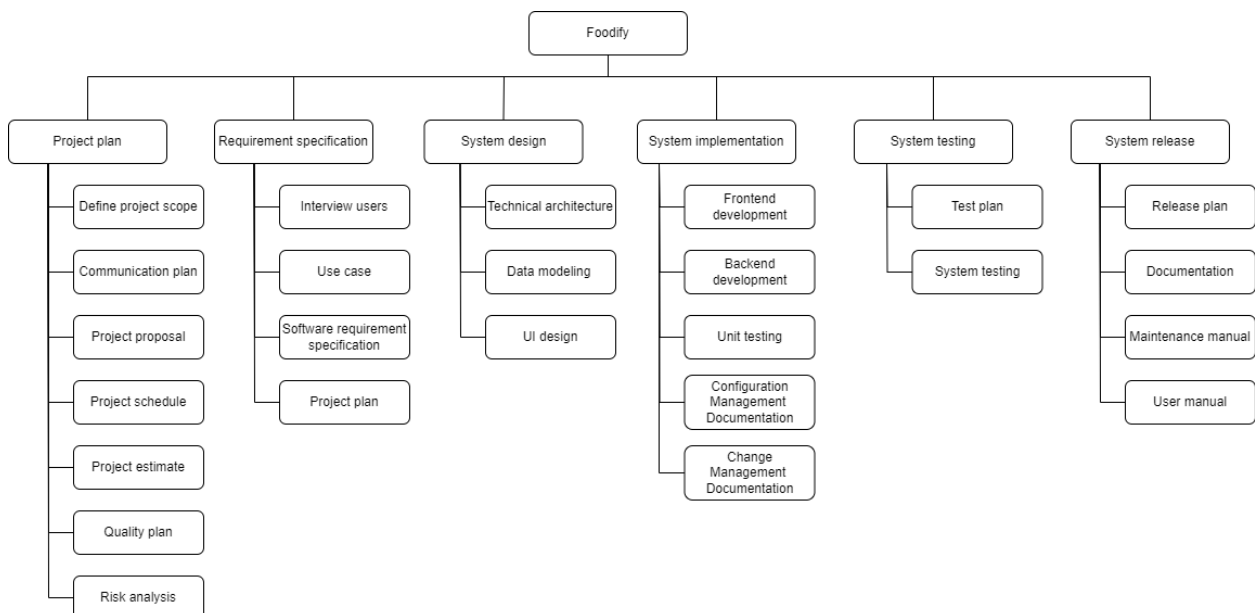 Foodify
Project plan
Requirement specification
System design
System implementation
System testing
System release
Define project scope
Communication plan
Project proposal
Project schedule
Project estimate
Quality plan
Risk analysis
Interview users
Use case
Software requirement
specification
Project plan
Technical architecture
Data modeling
UI design
Frontend
development
Backend
development
Unit testing
Configuration
Management
Documentation
Change
Management
Documentation
Test plan
System testing
Release plan
Documentation
Maintenance manual
User manual